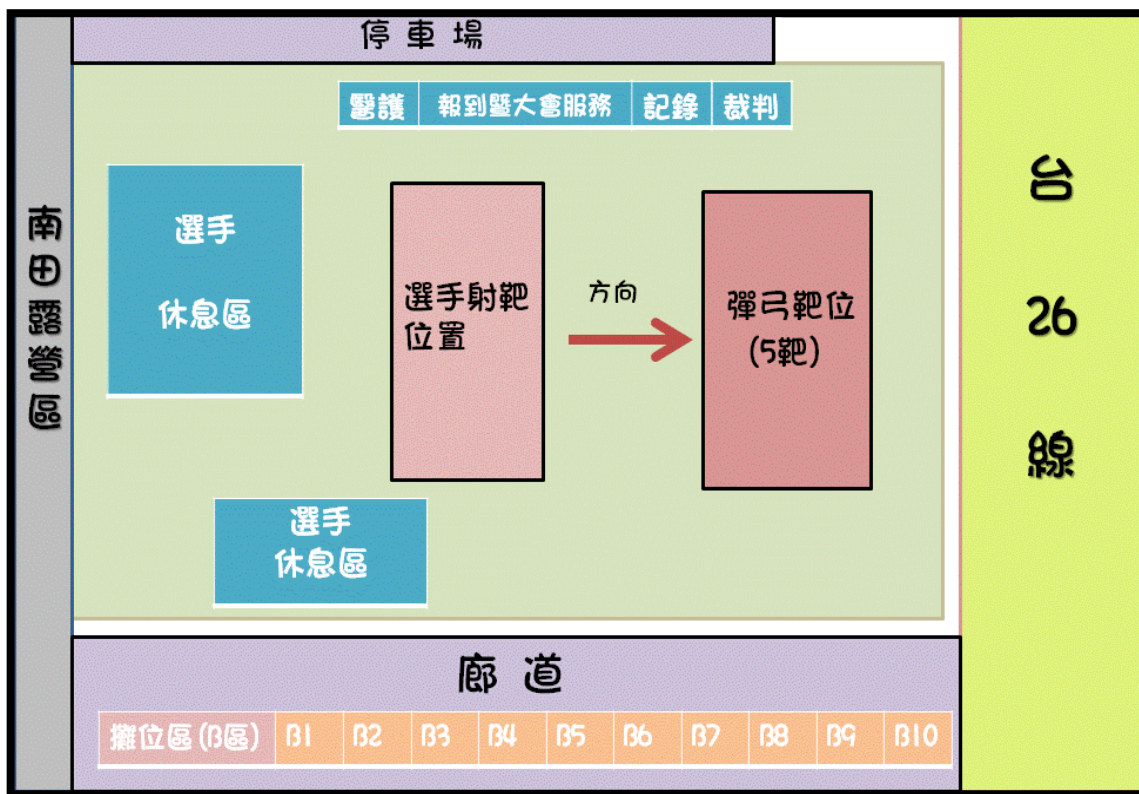 停車場
醫護 報到暨大會服務 記錄 裁判
南田露營區
選手
休息區
選手射靶
位置
方向
彈弓靶位
(5靶)
台26線
選手
休息區
廊道
攤位區(B區) B1 B2 B3 B4 B5 B6 B7 B8 B9 B10